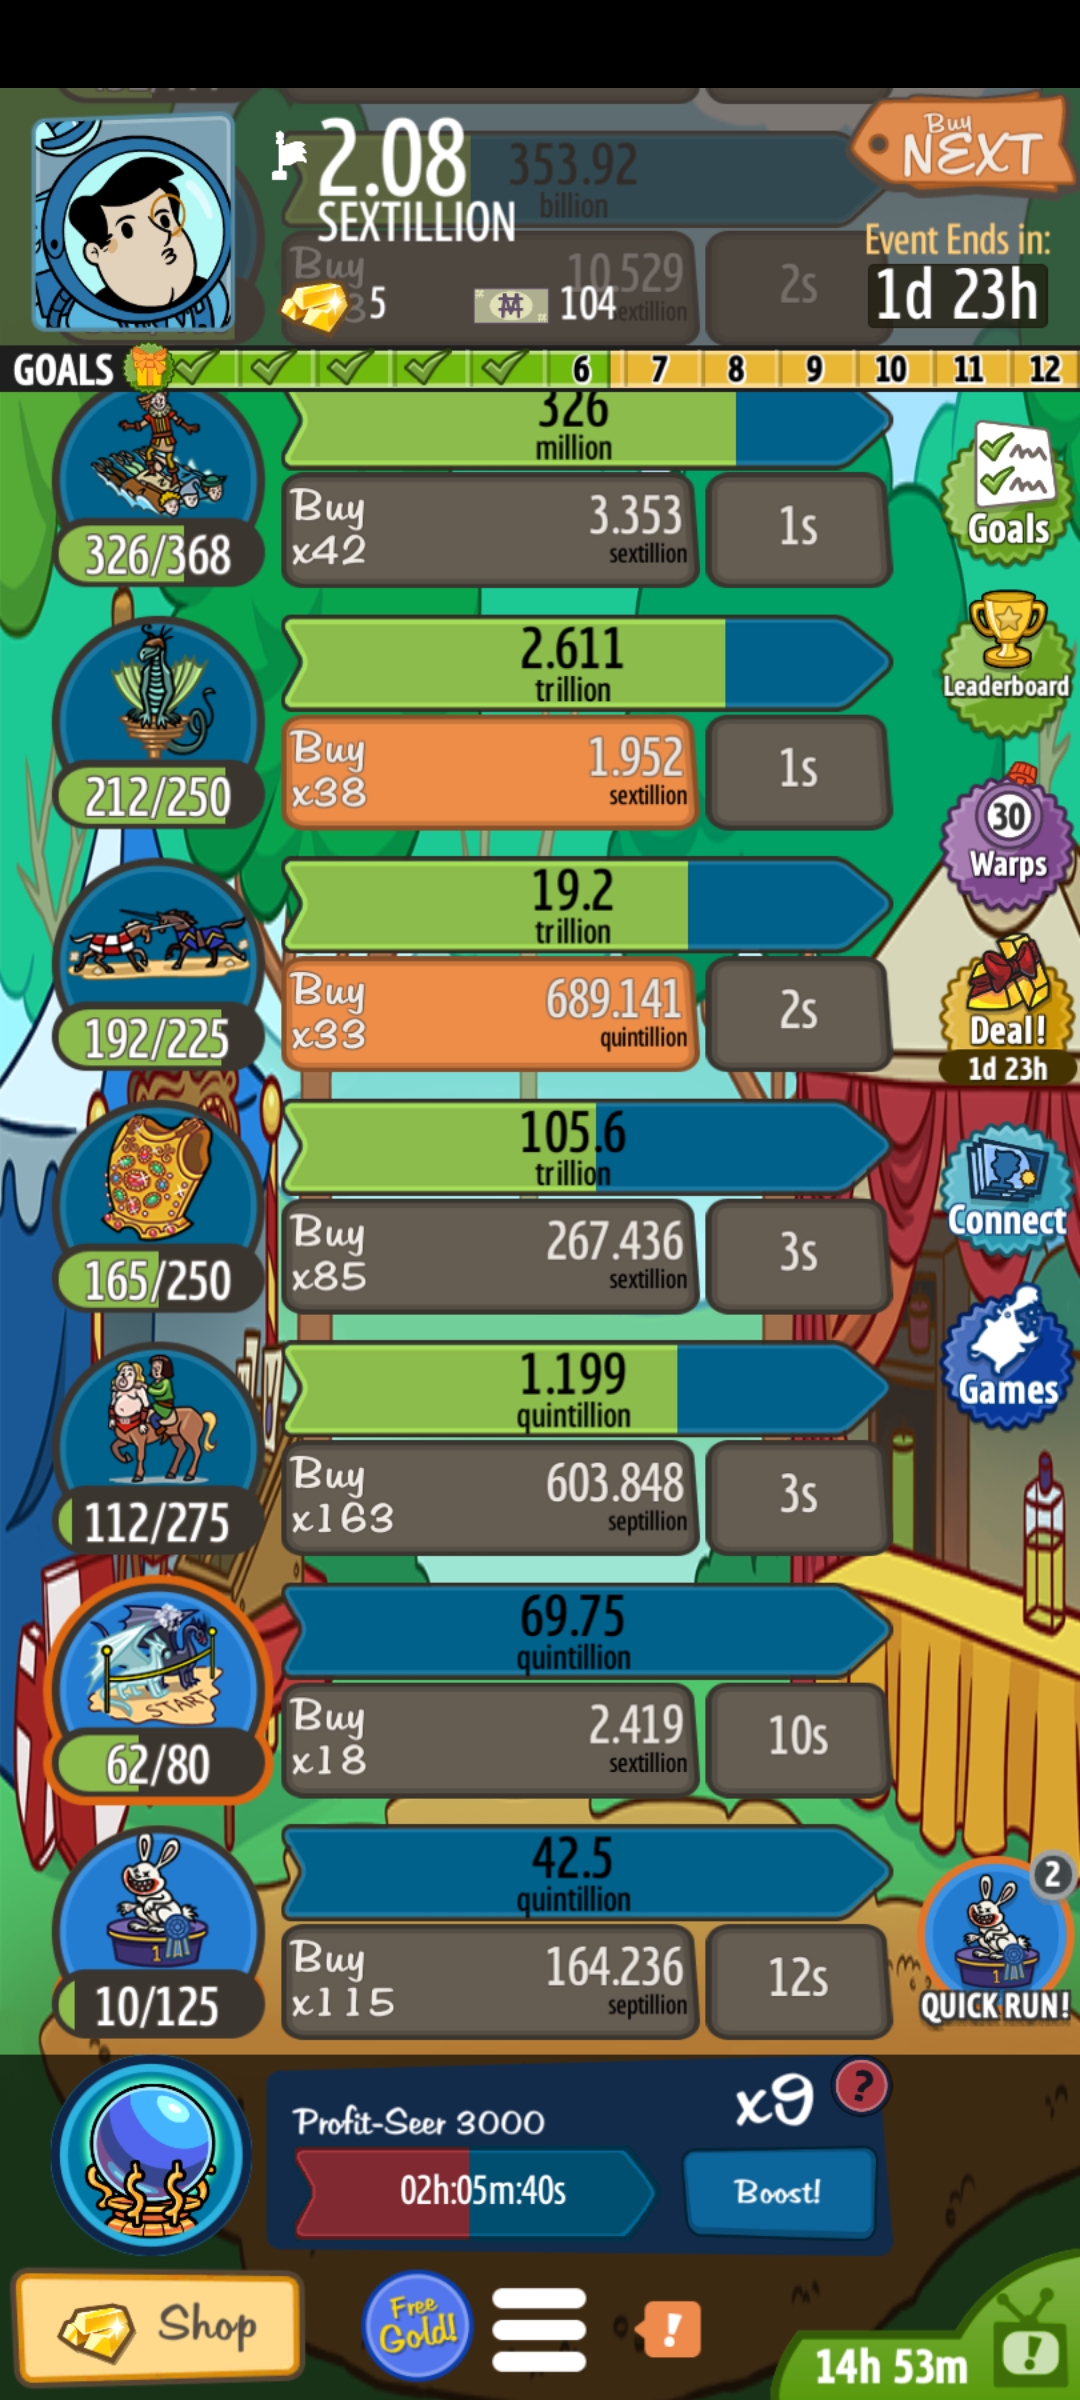 2.08
SEXTILLION
353.92
billion
Buy
NEXT
Event Ends in:
1d 23h
Buy
10.529
sextillion
2s
5
104
GOALS 6 7 8 9 10 11 12
326
million
326/368
Buy
x42
3.353
sextillion
1s
Goals
2.611
trillion
212/250
Buy
x38
1.952
sextillion
1s
Leaderboard
30
Warps
19.2
trillion
192/225
Buy
x33
689.141
quintillion
2s
Deal!
1d 23h
105.6
trillion
165/250
Buy
x85
267.436
sextillion
3s
Connect
1.199
quintillion
112/275
Buy
x163
603.848
septillion
3s
Games
69.75
quintillion
START
62/80
Buy
x18
2.419
sextillion
10s
42.5
quintillion
1
10/125
Buy
x115
164.236
septillion
12s
2
1
QUICK RUN!
Profit-Seer 3000
x9
?
02h:05m:40s
Boost!
Shop
Free
Gold!
!
14h 53m
!